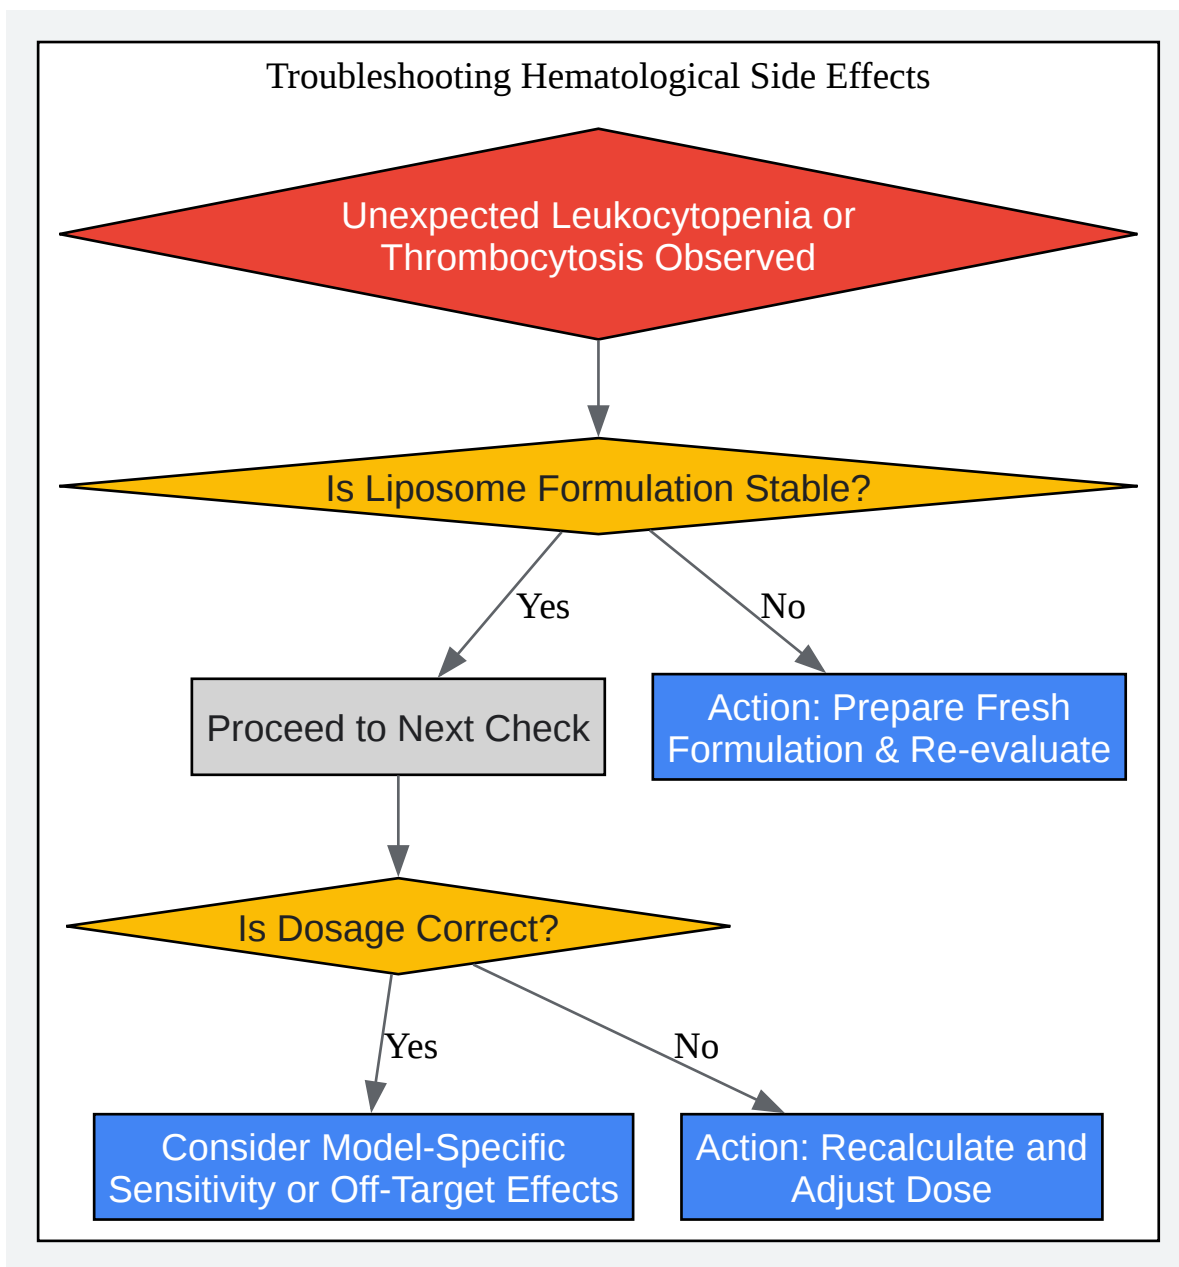 Troubleshooting Hematological Side Effects
Unexpected Leukocytopenia or
Thrombocytosis Observed
Is Liposome Formulation Stable?
Yes
No
Proceed to Next Check
Action: Prepare Fresh
Formulation & Re-evaluate
Is Dosage Correct?
Yes
No
Consider Model-Specific
Sensitivity or Off-Target Effects
Action: Recalculate and
Adjust Dose